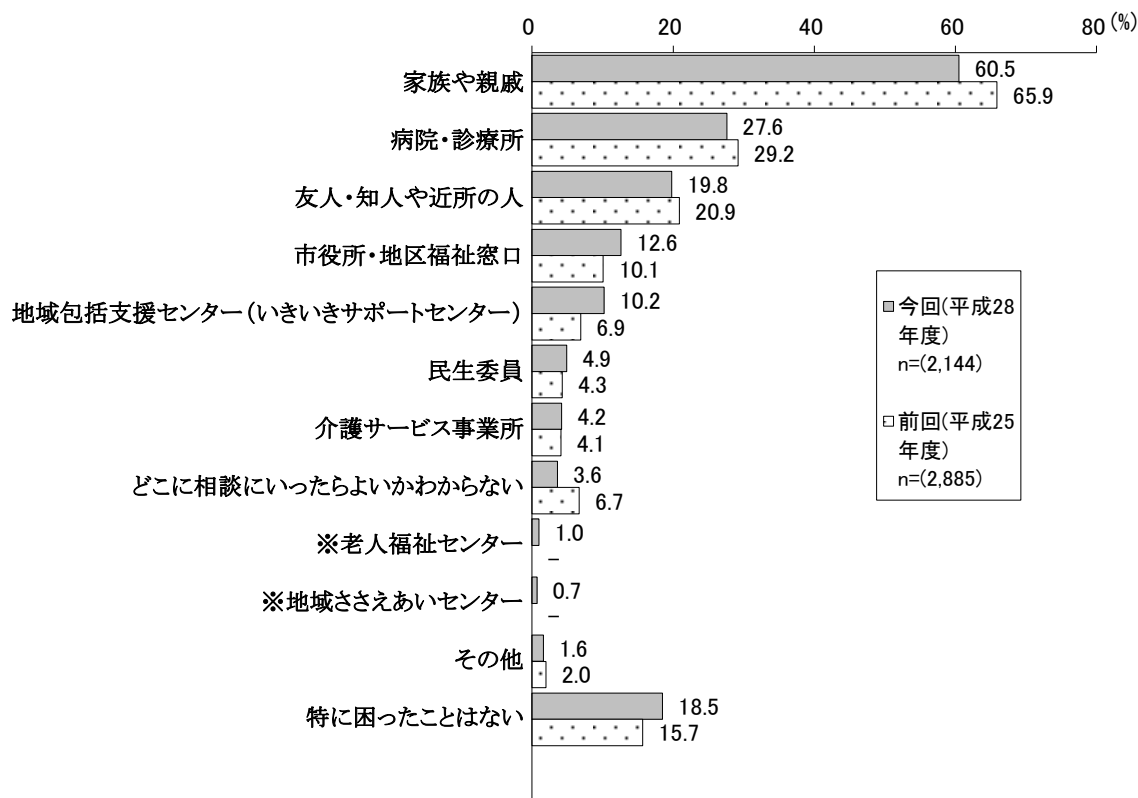 0 20 40 60 80 (%)
家族や親戚 60.5
65.9
病院・診療所 27.6
29.2
友人・知人や近所の人 19.8
20.9
市役所・地区福祉窓口 12.6
10.1
地域包括支援センター(いきいきサポートセンター) 10.2
6.9
民生委員 4.9
4.3
介護サービス事業所 4.2
4.1
どこに相談にいったらよいかわからない 3.6
6.7
※老人福祉センター 1.0
–
※地域ささえあいセンター 0.7
–
その他 1.6
2.0
特に困ったことはない 18.5
15.7
今回(平成28
年度)
n=(2,144)
前回(平成25
年度)
n=(2,885)